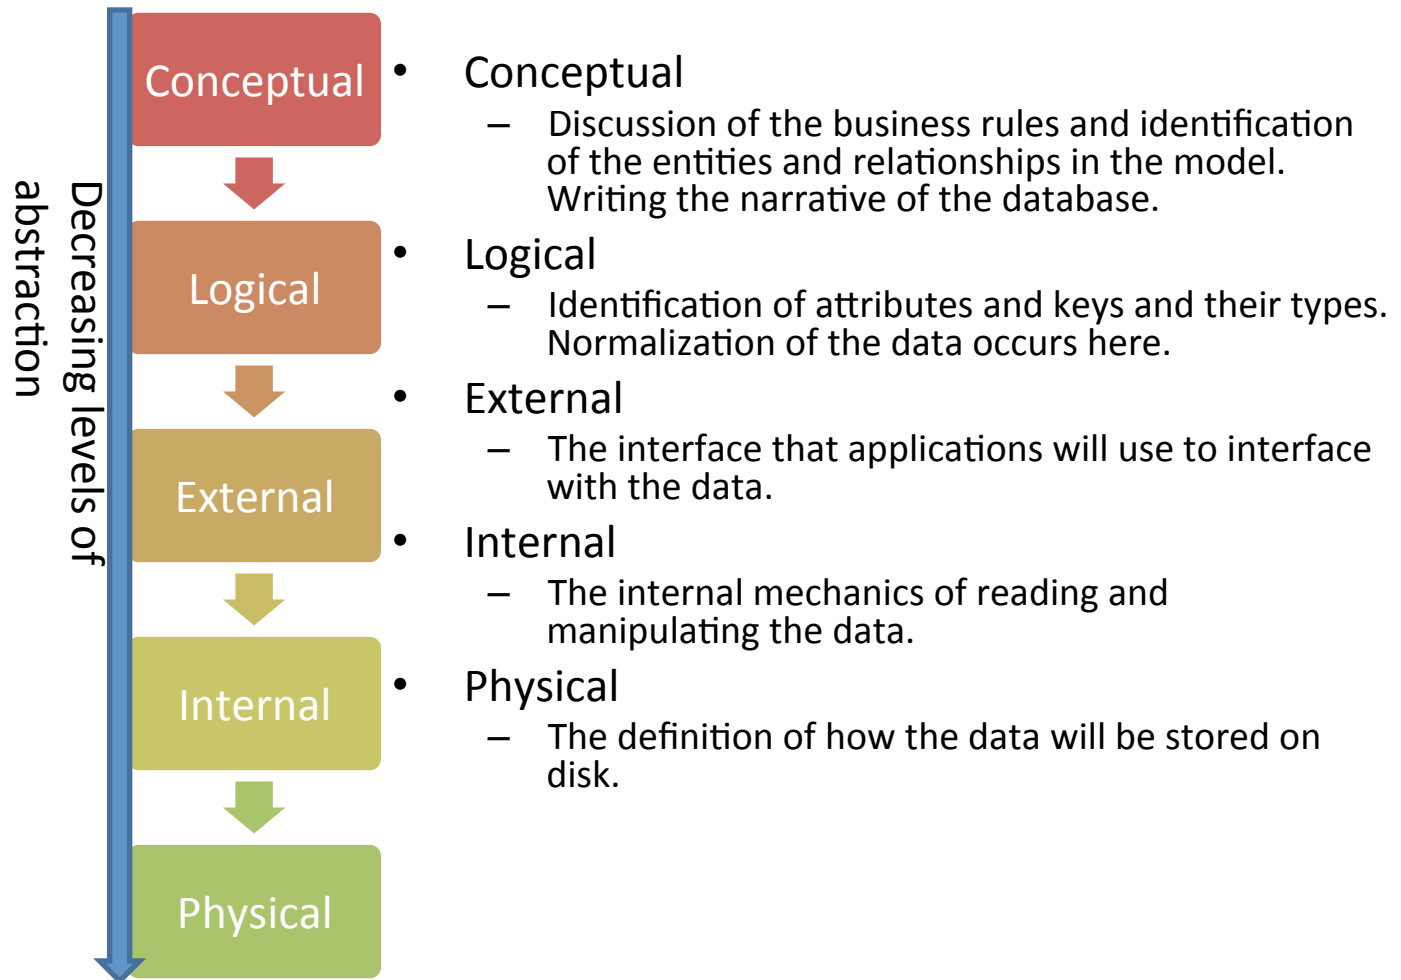 Decreasing levels of
abstraction
Conceptual
Logical
External
Internal
Physical
• Conceptual
– Discussion of the business rules and identification
of the entities and relationships in the model.
Writing the narrative of the database.
• Logical
– Identification of attributes and keys and their types.
Normalization of the data occurs here.
• External
– The interface that applications will use to interface
with the data.
• Internal
– The internal mechanics of reading and
manipulating the data.
• Physical
– The definition of how the data will be stored on
disk.